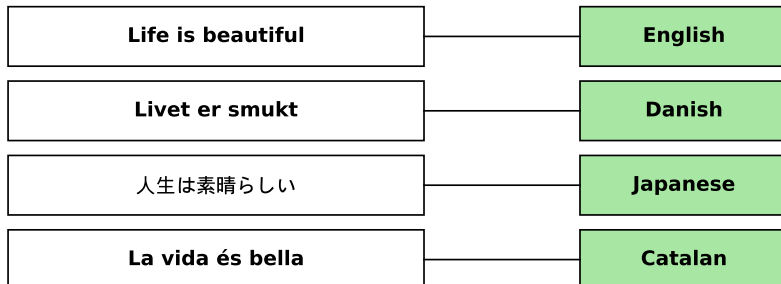 Life is beautiful English
Livet er smukt Danish
人生は素晴らしい Japanese
La vida és bella Catalan